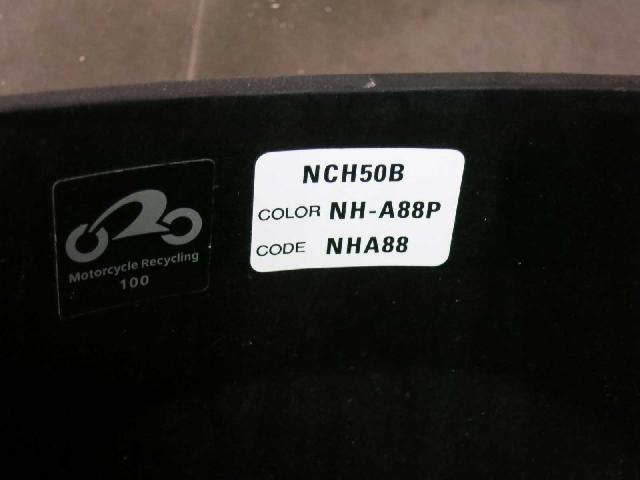 Motorcycle Recycling
100
NCH50B
COLOR NH-A88P
CODE NHA88